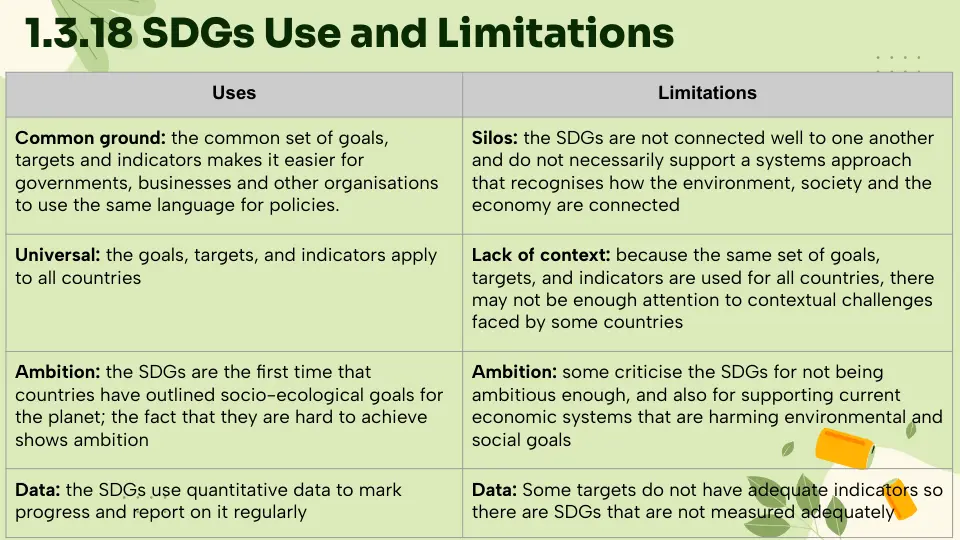 1.3.18 SDGs Use and Limitations
Uses
Limitations
Common ground: the common set of goals,
targets and indicators makes it easier for
governments, businesses and other organisations
to use the same language for policies.
Silos: the SDGs are not connected well to one another
and do not necessarily support a systems approach
that recognises how the environment, society and the
economy are connected
Universal: the goals, targets, and indicators apply
to all countries
Lack of context: because the same set of goals,
targets, and indicators are used for all countries, there
may not be enough attention to contextual challenges
faced by some countries
Ambition: the SDGs are the first time that
countries have outlined socio-ecological goals for
the planet; the fact that they are hard to achieve
shows ambition
Ambition: some criticise the SDGs for not being
ambitious enough, and also for supporting current
economic systems that are harming environmental and
social goals
Data: the SDGs use quantitative data to mark
progress and report on it regularly
Data: Some targets do not have adequate indicators so
there are SDGs that are not measured adequately